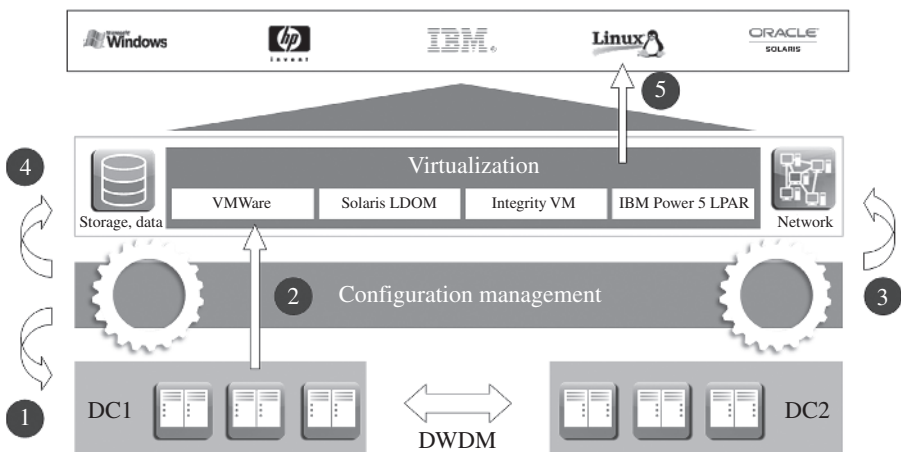 Microsoft
Windows
hp
invent
IBM®
Linux
ORACLE
SOLARIS
5
4
Virtualization
VMWare
Solaris LDOM
Integrity VM
IBM Power 5 LPAR
Storage, data
Network
2
Configuration management
3
1
DC1
DWDM
DC2